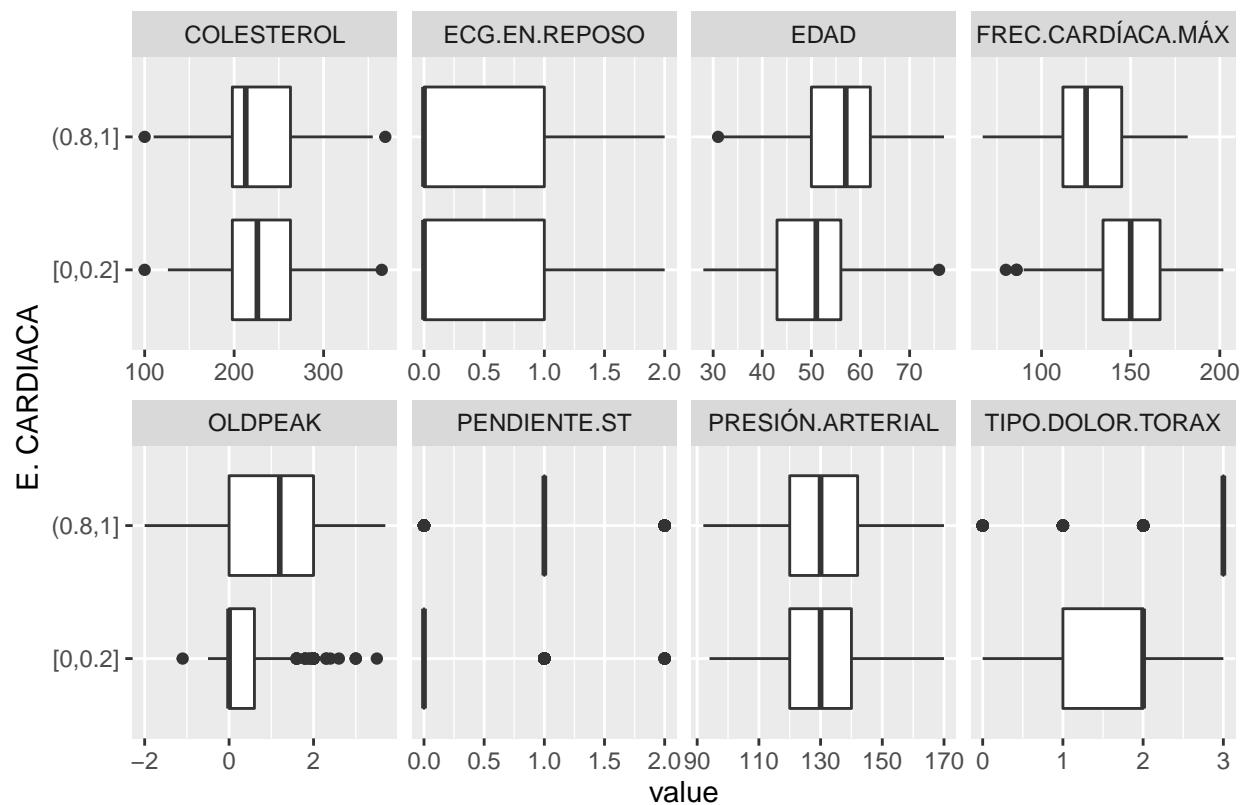 COLESTEROL ECG.EN.REPOSO EDAD FREC.CARDÍACA.MÁX
(0.8,1]
[0,0.2]
100 200 300 0.0 0.5 1.0 1.5 2.0 30 40 50 60 70 100 150 200
E. CARDIACA
OLDPEAK PENDIENTE.ST PRESIÓN.ARTERIAL TIPO.DOLOR.TORAX
(0.8,1]
[0,0.2]
−2 0 2 0.0 0.5 1.0 1.5 2.0 90 110 130 150 170 0 1 2 3
value